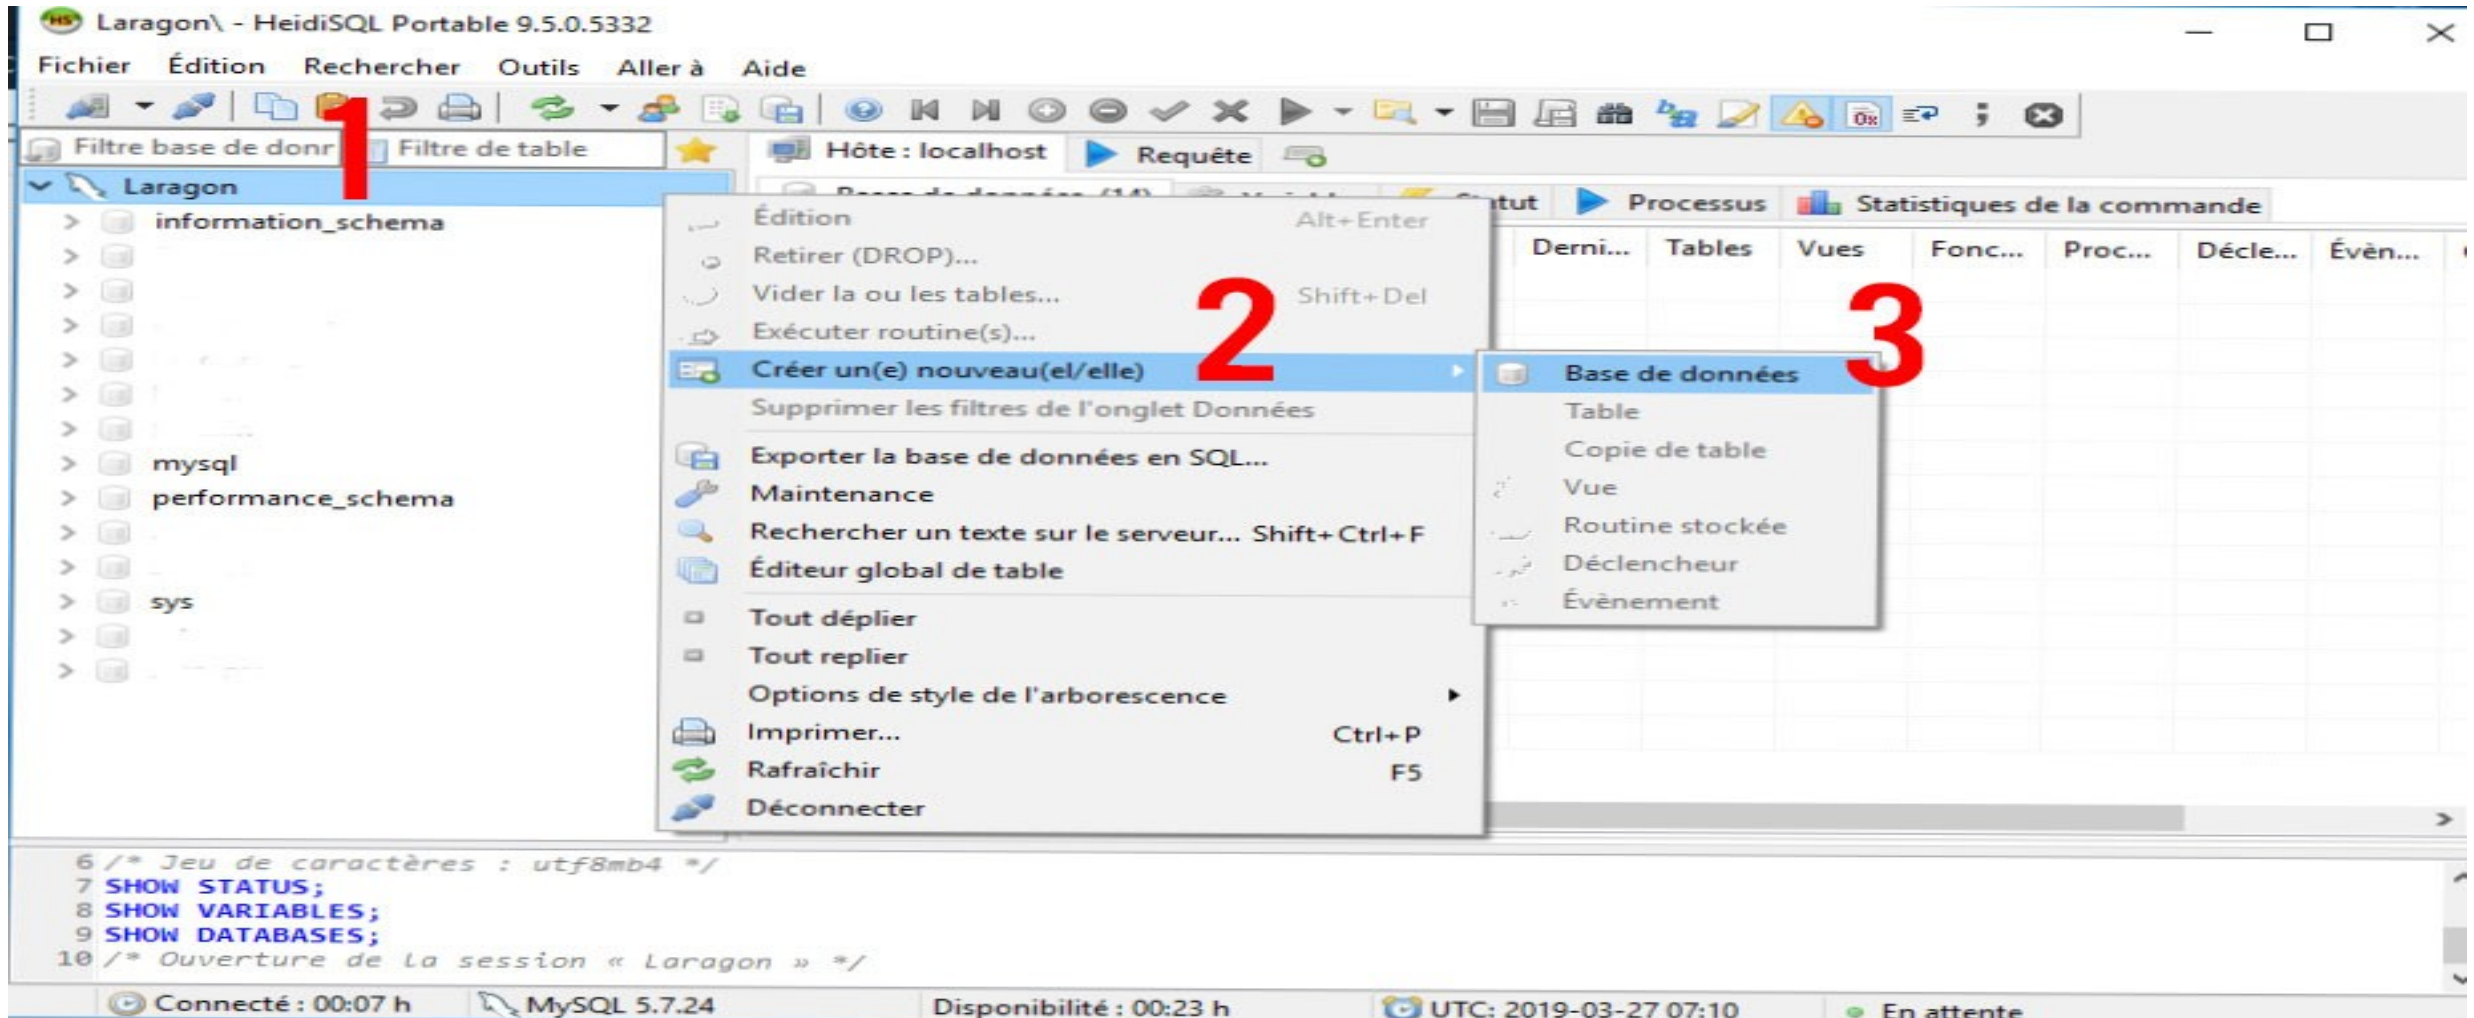 Laragon\ - HeidiSQL Portable 9.5.0.5332
Fichier Édition Rechercher Outils Aller à Aide
1
Filtre base de donr Filtre de table
Hôte : localhost Requête
Laragon
tut Processus Statistiques de la commande
information_schema
Derni... Tables Vues Fonc... Proc... Décle... Évèn...
Édition Alt+Enter
Retirer (DROP)...
Vider la ou les tables... Shift+Del
2
3
Exécuter routine(s)...
Créer un(e) nouveau(el/elle)
Supprimer les filtres de l'onglet Données
Exporter la base de données en SQL...
Maintenance
Rechercher un texte sur le serveur... Shift+Ctrl+F
Éditeur global de table
Tout déplier
Tout replier
Options de style de l'arborescence
Imprimer... Ctrl+P
Rafraîchir F5
Déconnecter
Base de données
Table
Copie de table
Vue
Routine stockée
Déclencheur
Évènement
mysql
performance_schema
sys
6 /* Jeu de caractères : utf8mb4 */
7 SHOW STATUS;
8 SHOW VARIABLES;
9 SHOW DATABASES;
10 /* Ouverture de la session « Laragon » */
Connecté : 00:07 h MySQL 5.7.24 Disponibilité : 00:23 h UTC: 2019-03-27 07:10 En attente